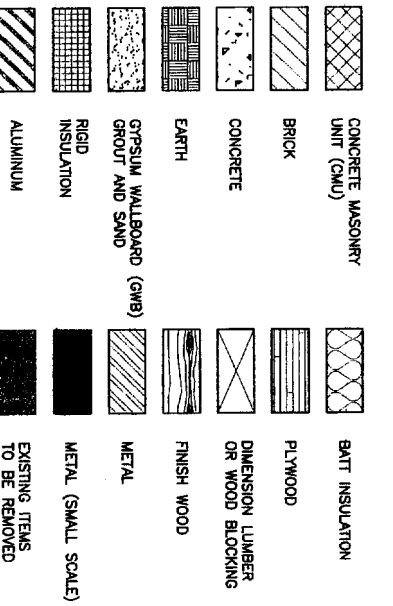 CONCRETE MASONRY
UNIT (CMU)
BRICK
CONCRETE
EARTH
GYPSUM WALLBOARD (GWB)
GROUT AND SAND
RIGID
INSULATION
ALUMINUM
BATT INSULATION
PLYWOOD
DIMENSION LUMBER
OR WOOD BLOCKING
FINISH WOOD
METAL
METAL (SMALL SCALE)
EXISTING ITEMS
TO BE REMOVED